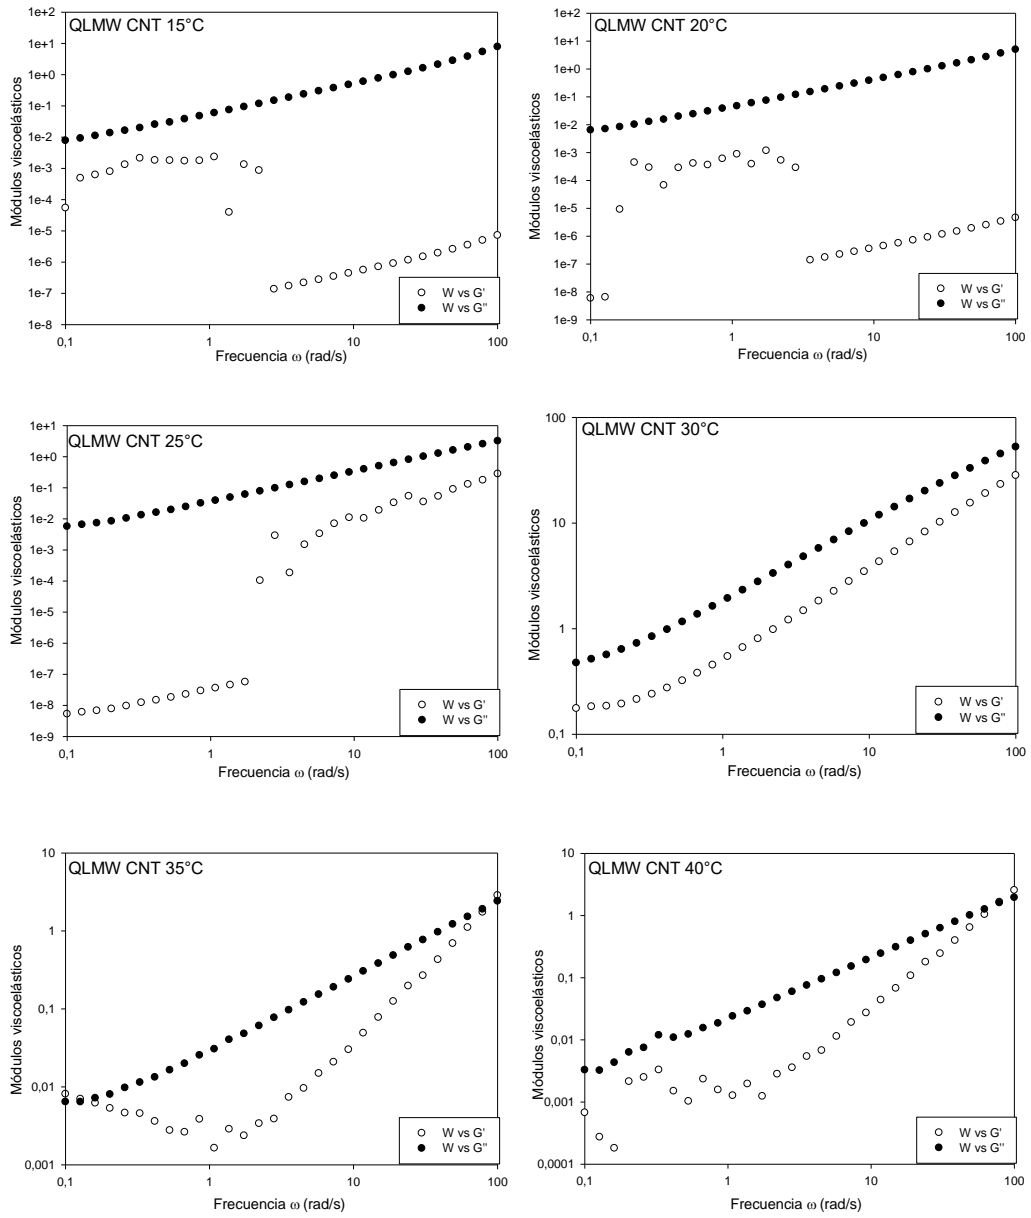 QLMW CNT 15°C
Módulos viscoelásticos
1e+2
1e+1
1e+0
1e-1
1e-2
1e-3
1e-4
1e-5
1e-6
1e-7
1e-8
0,1
1
10
100
Frecuencia ω (rad/s)
W vs G'
W vs G''
QLMW CNT 20°C
Módulos viscoelásticos
1e+2
1e+1
1e+0
1e-1
1e-2
1e-3
1e-4
1e-5
1e-6
1e-7
1e-8
1e-9
0,1
1
10
100
Frecuencia ω (rad/s)
W vs G'
W vs G''
QLMW CNT 25°C
Módulos viscoelásticos
1e+1
1e+0
1e-1
1e-2
1e-3
1e-4
1e-5
1e-6
1e-7
1e-8
1e-9
0,1
1
10
100
Frecuencia ω (rad/s)
W vs G'
W vs G''
QLMW CNT 30°C
Módulos viscoelásticos
100
10
1
0,1
0,1
1
10
100
Frecuencia ω (rad/s)
W vs G'
W vs G''
QLMW CNT 35°C
Módulos viscoelásticos
10
1
0,1
0,01
0,001
0,1
1
10
100
Frecuencia ω (rad/s)
W vs G'
W vs G''
QLMW CNT 40°C
Módulos viscoelásticos
10
1
0,1
0,01
0,001
0,0001
0,1
1
10
100
Frecuencia ω (rad/s)
W vs G'
W vs G''